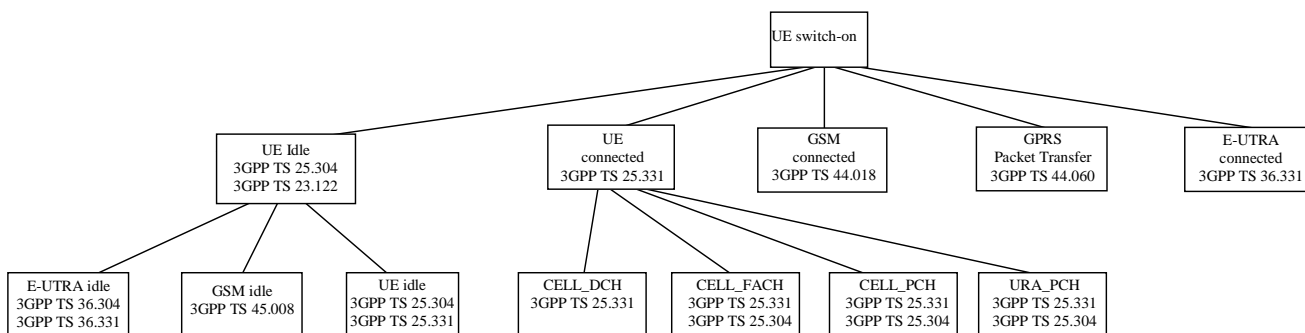 UE switch-on
UE Idle
3GPP TS 25.304
3GPP TS 23.122
UE
connected
3GPP TS 25.331
GSM
connected
3GPP TS 44.018
GPRS
Packet Transfer
3GPP TS 44.060
E-UTRA
connected
3GPP TS 36.331
E-UTRA idle
3GPP TS 36.304
3GPP TS 36.331
GSM idle
3GPP TS 45.008
UE idle
3GPP TS 25.304
3GPP TS 25.331
CELL_DCH
3GPP TS 25.331
CELL_FACH
3GPP TS 25.331
3GPP TS 25.304
CELL_PCH
3GPP TS 25.331
3GPP TS 25.304
URA_PCH
3GPP TS 25.331
3GPP TS 25.304